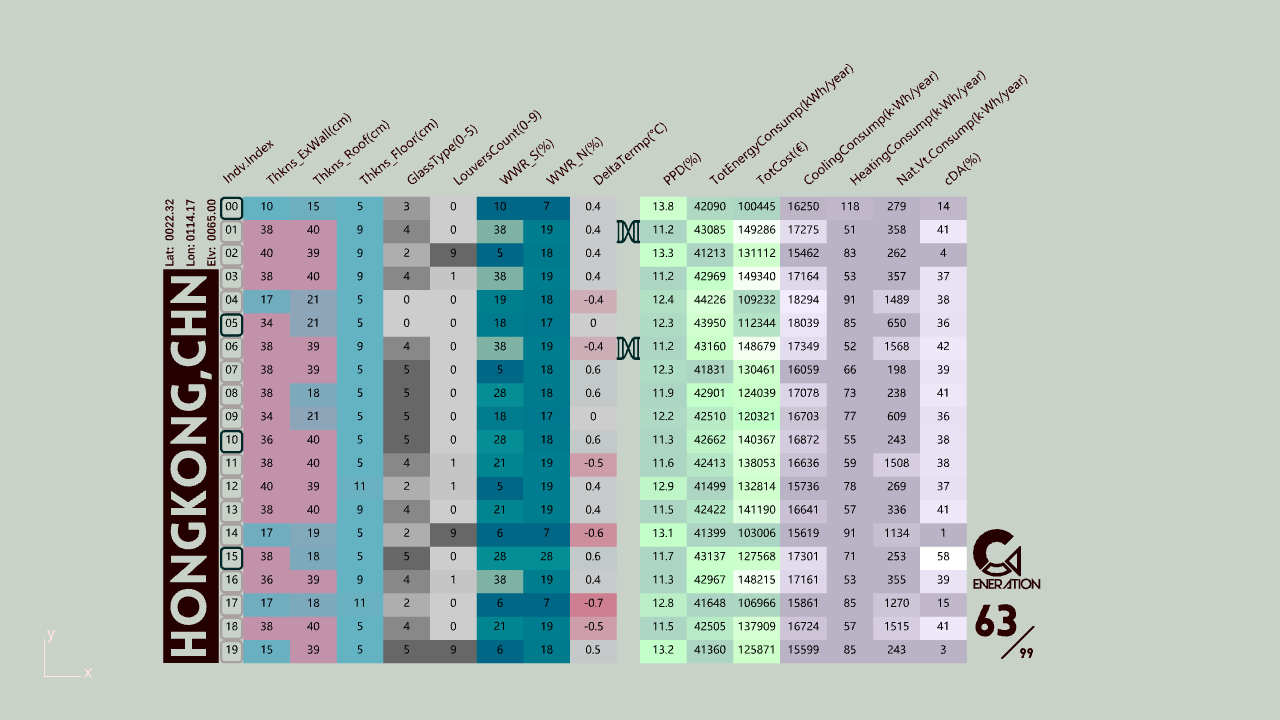 Indv.Index Thkns_ExWall(cm) Thkns_Roof(cm) Thkns_Floor(cm) GlassType(0-5) LouversCount(0-9) WWR_S(%) WWR_N(%) DeltaTermp(°C) PPD(%) TotEnergyConsump(kWh/year) TotCost(€) CoolingConsump(k·Wh/year) HeatingConsump(k·Wh/year) Nat.Vt.Consump(k·Wh/year) cDA(%)
Lat: 0022.32
Lon: 0114.17
Elv: 0065.00
HONGKONG,CHN
00 10 15 5 3 0 10 7 0.4 13.8 42090 100445 16250 118 279 14
01 38 40 9 4 0 38 19 0.4 11.2 43085 149286 17275 51 358 41
02 40 39 9 2 9 5 18 0.4 13.3 41213 131112 15462 83 262 4
03 38 40 9 4 1 38 19 0.4 11.2 42969 149340 17164 53 357 37
04 17 21 5 0 0 19 18 -0.4 12.4 44226 109232 18294 91 1489 38
05 34 21 5 0 0 18 17 0 12.3 43950 112344 18039 85 650 36
06 38 39 9 4 0 38 19 -0.4 11.2 43160 148679 17349 52 1568 42
07 38 39 5 5 0 5 18 0.6 12.3 41831 130461 16059 66 198 39
08 38 18 5 5 0 28 18 0.6 11.9 42901 124039 17078 73 238 41
09 34 21 5 5 0 18 17 0 12.2 42510 120321 16703 77 609 36
10 36 40 5 5 0 28 18 0.6 11.3 42662 140367 16872 55 243 38
11 38 40 5 4 1 21 19 -0.5 11.6 42413 138053 16636 59 1508 38
12 40 39 11 2 1 5 19 0.4 12.9 41499 132814 15736 78 269 37
13 38 40 9 4 0 21 19 0.4 11.5 42422 141190 16641 57 336 41
14 17 19 5 2 9 6 7 -0.6 13.1 41399 103006 15619 91 1134 1
15 38 18 5 5 0 28 28 0.6 11.7 43137 127568 17301 71 253 58
16 36 39 9 4 1 38 19 0.4 11.3 42967 148215 17161 53 355 39
17 17 18 11 2 0 6 7 -0.7 12.8 41648 106966 15861 85 1270 15
18 38 40 5 4 0 21 19 -0.5 11.5 42505 137909 16724 57 1515 41
19 15 39 5 5 9 6 18 0.5 13.2 41360 125871 15599 85 243 3
G
ENERATION
63/99
y
x